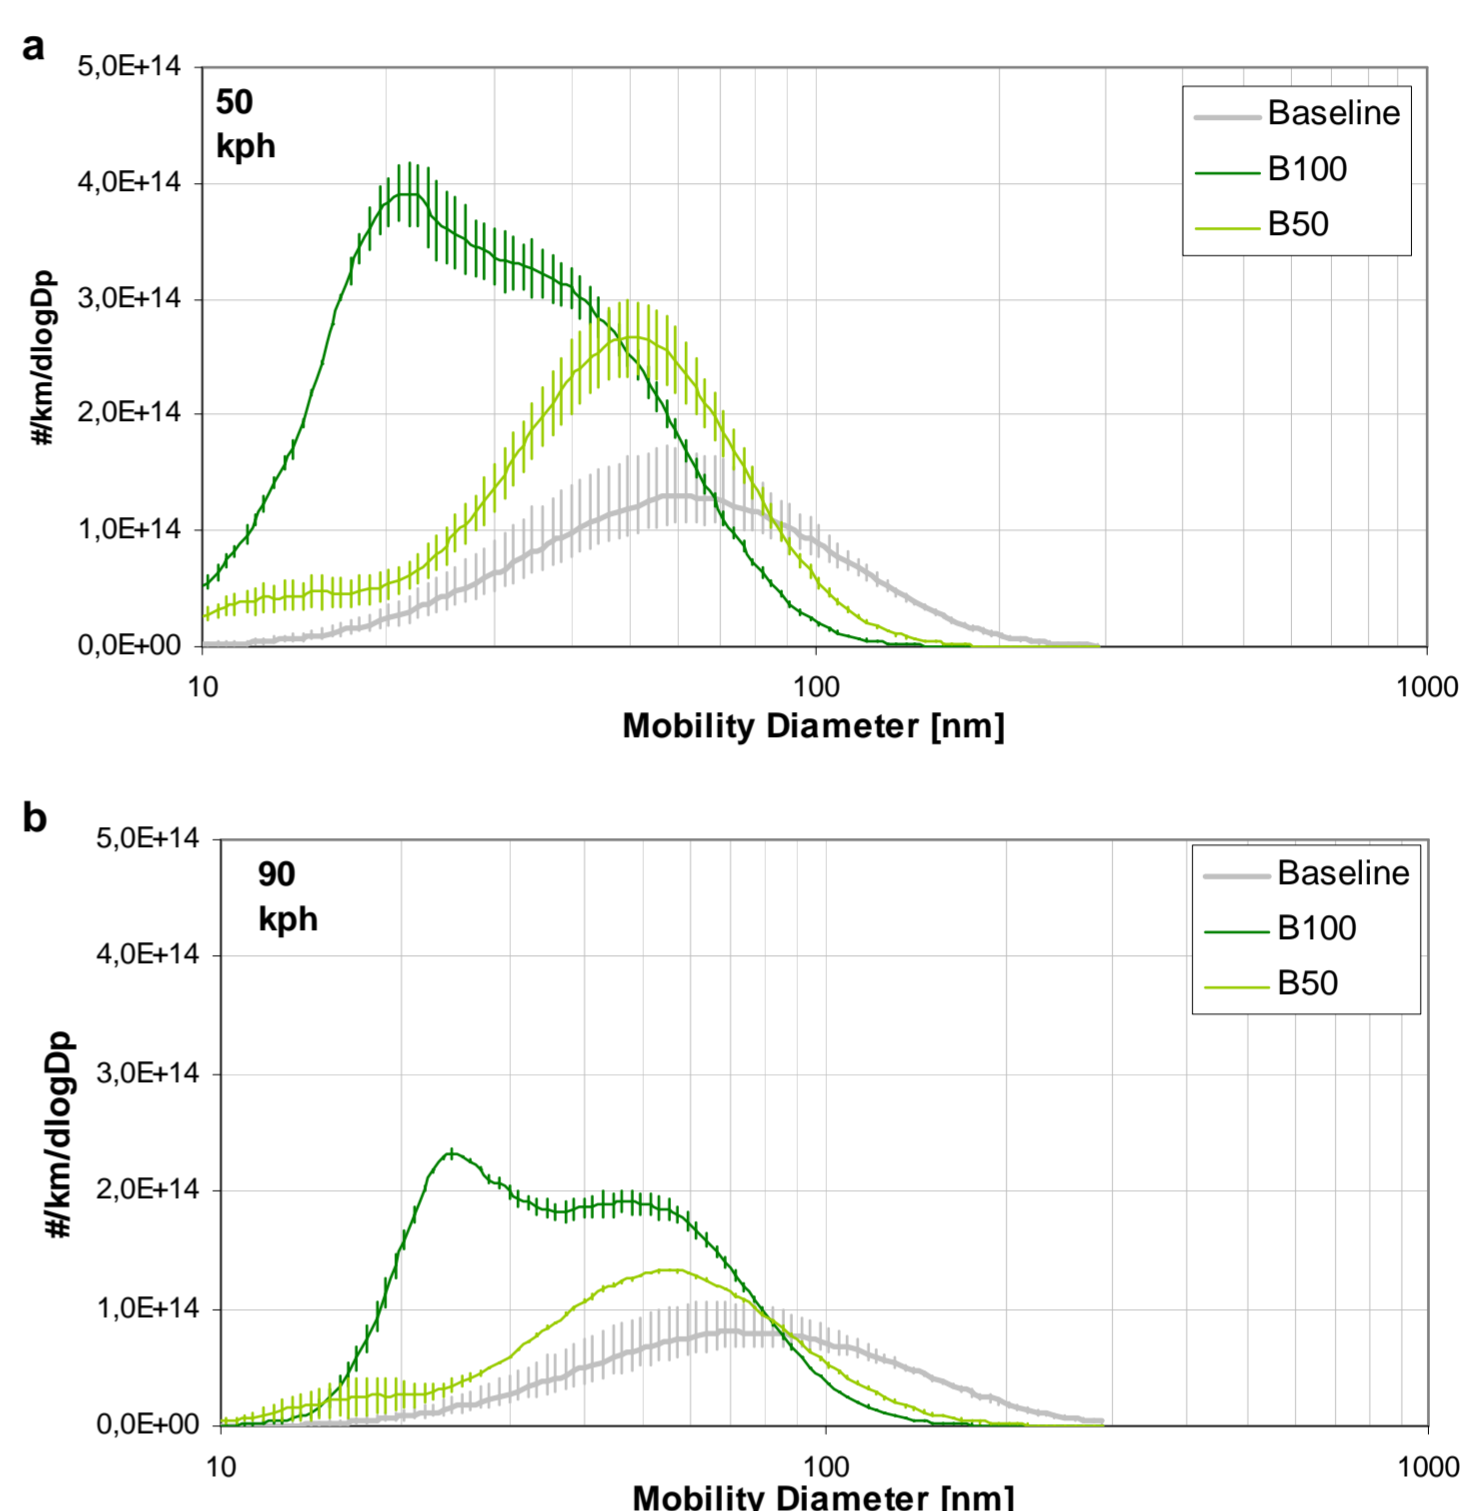 a
5,0E+14
50
kph
Baseline
B100
B50
4,0E+14
3,0E+14
2,0E+14
1,0E+14
0,0E+00
#/km/dlogDp
10
100
1000
Mobility Diameter [nm]
b
5,0E+14
90
kph
Baseline
B100
B50
4,0E+14
3,0E+14
2,0E+14
1,0E+14
0,0E+00
#/km/dlogDp
10
100
1000
Mobility Diameter [nm]